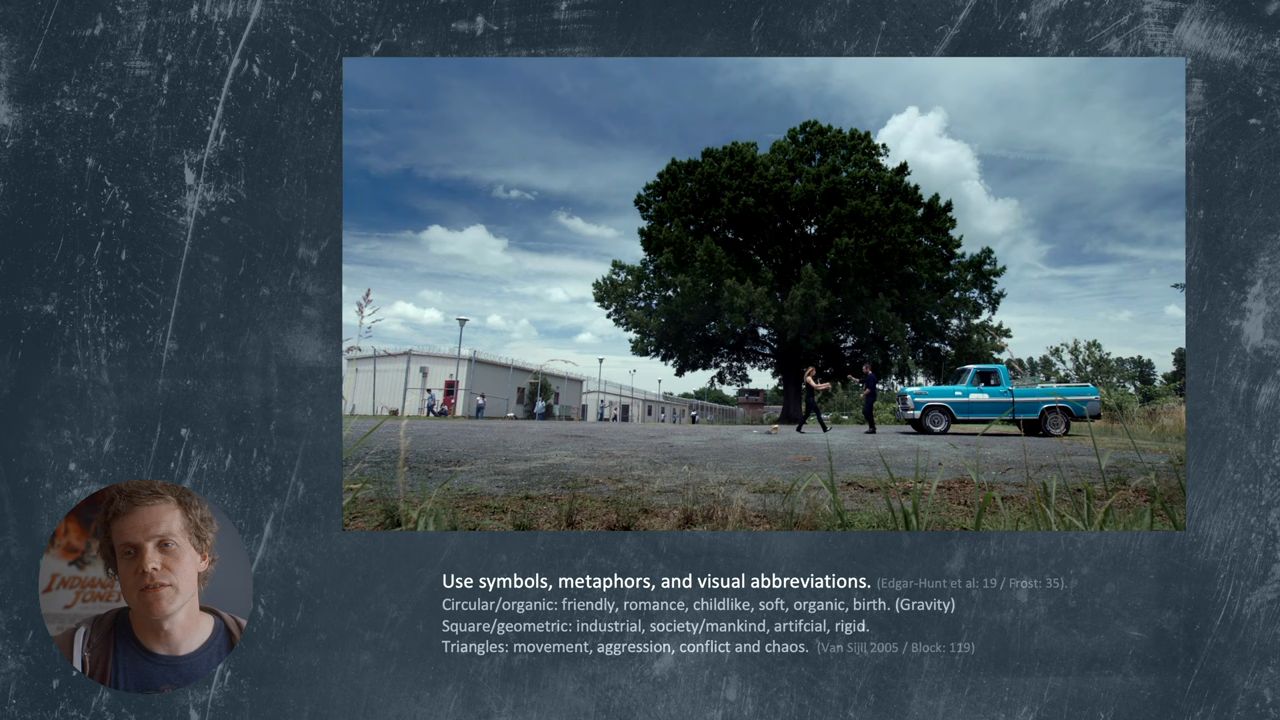 Use symbols, metaphors, and visual abbreviations. (Edgar-Hunt et al: 19 / Frost: 35).
Circular/organic: friendly, romance, childlike, soft, organic, birth. (Gravity)
Square/geometric: industrial, society/mankind, artifcial, rigid.
Triangles: movement, aggression, conflict and chaos. (Van Sijll 2005 / Block: 119)
INDIANA
JONES